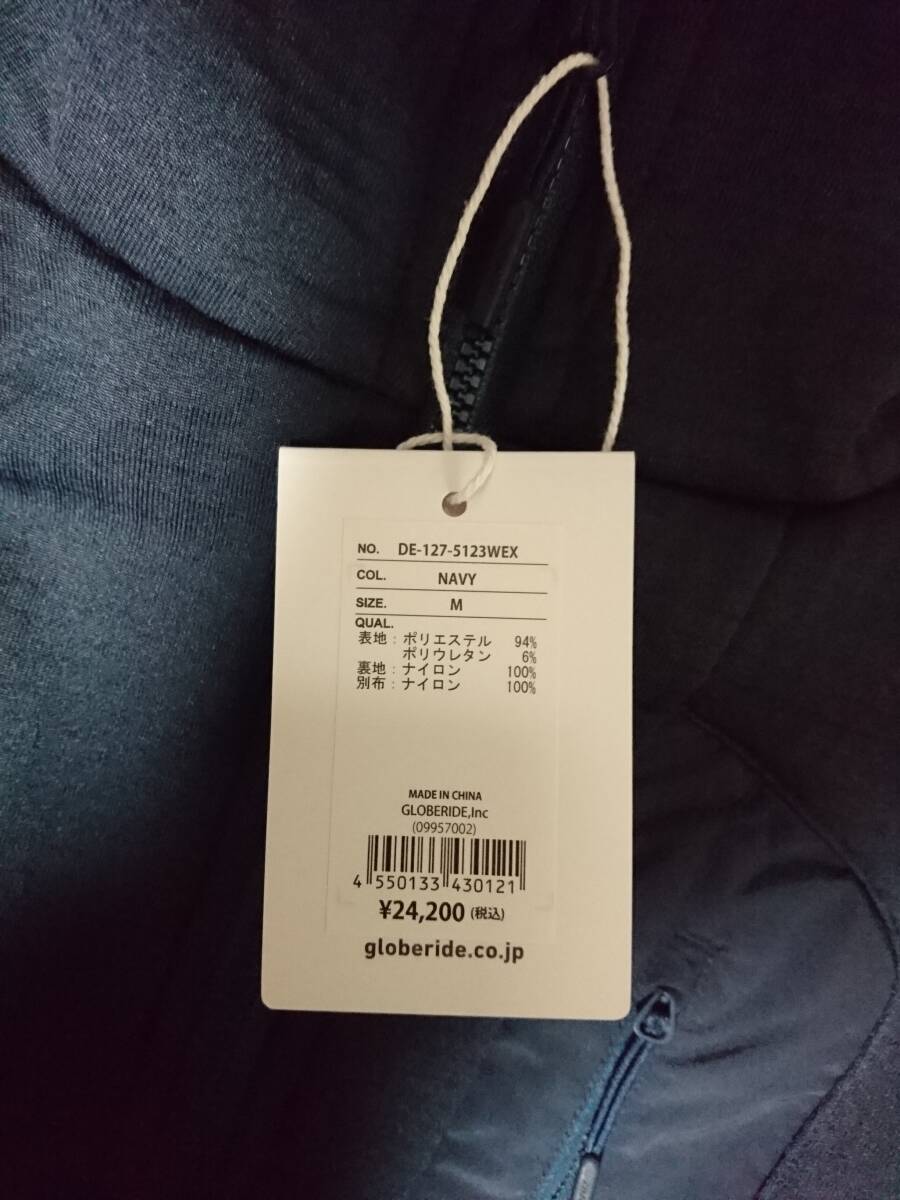 NO. DE-127-5123WEX
COL. NAVY
SIZE. M
QUAL.
表地：ポリエステル 94%
ポリウレタン 6%
裏地：ナイロン 100%
別布：ナイロン 100%
MADE IN CHINA
GLOBERIDE,Inc
(09957002)
4 550133 430121
¥24,200 (税込)
globeride.co.jp